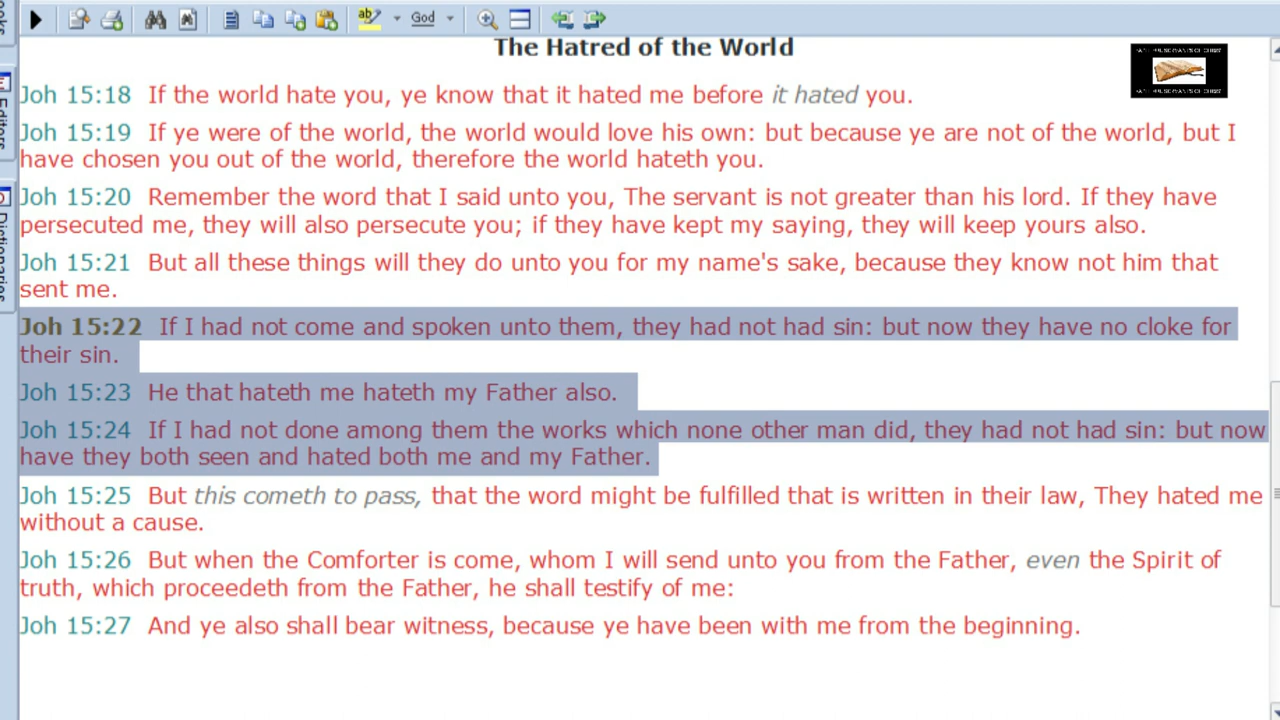 God
The Hatred of the World
Joh 15:18 If the world hate you, ye know that it hated me before it hated you.
Joh 15:19 If ye were of the world, the world would love his own: but because ye are not of the world, but I
have chosen you out of the world, therefore the world hateth you.
Joh 15:20 Remember the word that I said unto you, The servant is not greater than his lord. If they have
persecuted me, they will also persecute you; if they have kept my saying, they will keep yours also.
Joh 15:21 But all these things will they do unto you for my name's sake, because they know not him that
sent me.
Joh 15:22 If I had not come and spoken unto them, they had not had sin: but now they have no cloke for
their sin.
Joh 15:23 He that hateth me hateth my Father also.
Joh 15:24 If I had not done among them the works which none other man did, they had not had sin: but now
have they both seen and hated both me and my Father.
Joh 15:25 But this cometh to pass, that the word might be fulfilled that is written in their law, They hated me
without a cause.
Joh 15:26 But when the Comforter is come, whom I will send unto you from the Father, even the Spirit of
truth, which proceedeth from the Father, he shall testify of me:
Joh 15:27 And ye also shall bear witness, because ye have been with me from the beginning.
Editors
Dictionaries